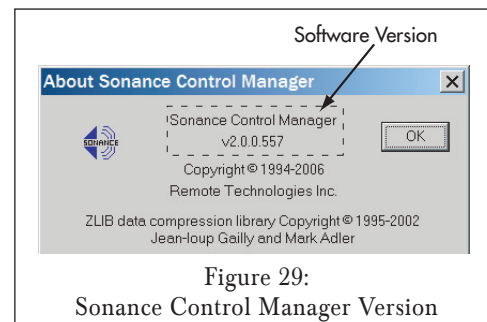 Software Version
About Sonance Control Manager
Sonance Control Manager
v2.0.0.557
SONANCE
OK
Copyright © 1994-2006
Remote Technologies Inc.
ZLIB data compression library Copyright © 1995-2002
Jean-loup Gailly and Mark Adler
Figure 29:
Sonance Control Manager Version